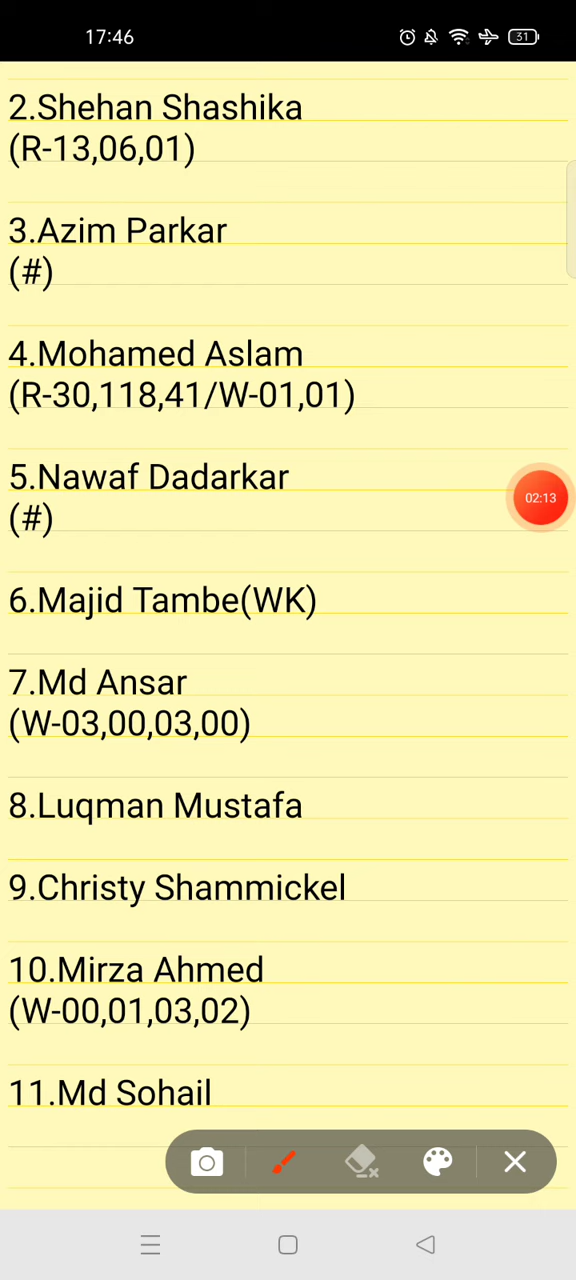 17:46
31
2.Shehan Shashika
(R-13,06,01)
3.Azim Parkar
(#)
4.Mohamed Aslam
(R-30,118,41/W-01,01)
5.Nawaf Dadarkar
02:13
(#)
6.Majid Tambe(WK)
7.Md Ansar
(W-03,00,03,00)
8.Luqman Mustafa
9.Christy Shammickel
10.Mirza Ahmed
(W-00,01,03,02)
11.Md Sohail